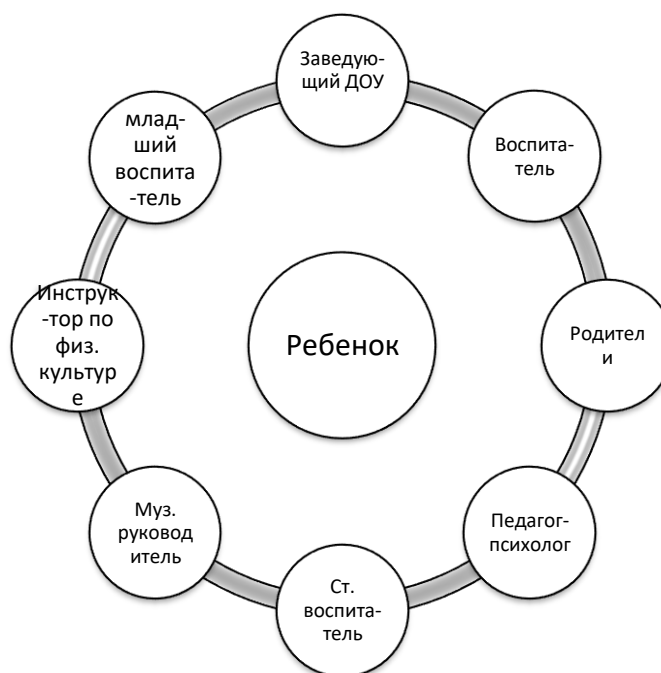 Заведую-
щий ДОУ
Воспита-
тель
Родител
и
Педагог-
психолог
Ст.
воспита-
тель
Муз.
руковод
итель
Инструк
-тор по
физ.
культур
е
млад-
ший
воспита
-тель
Ребенок